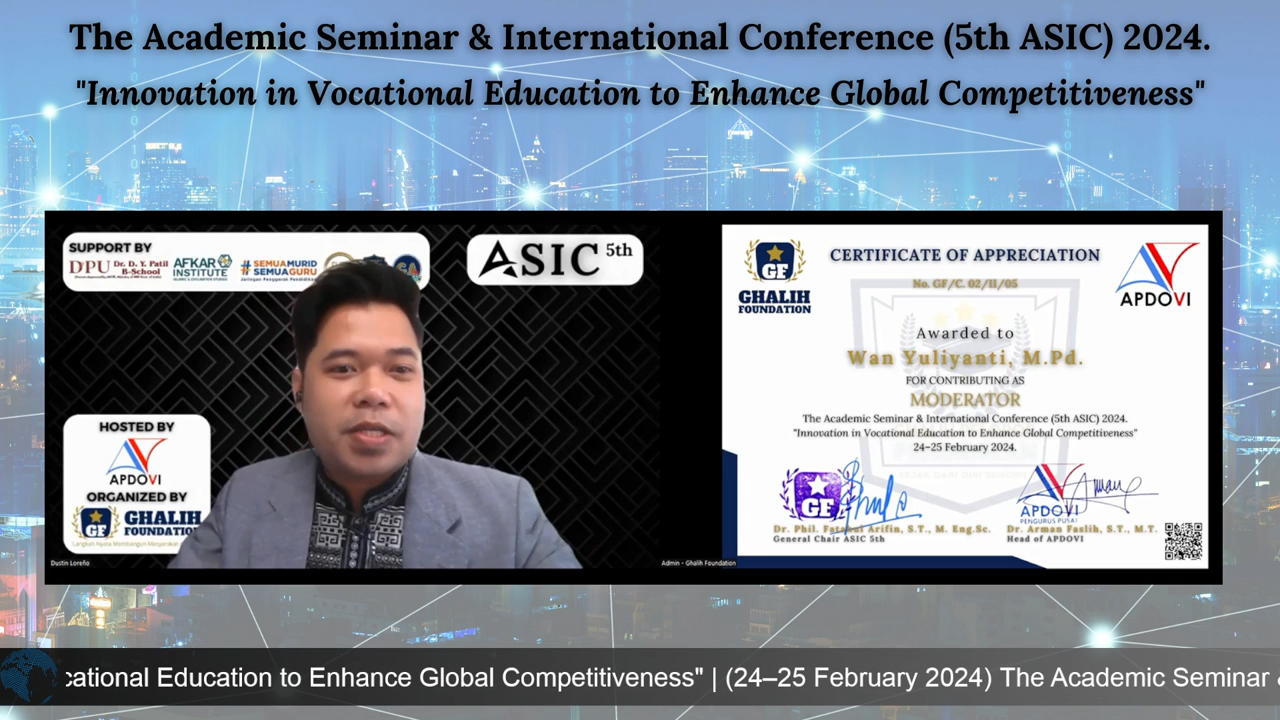 The Academic Seminar & International Conference (5th ASIC) 2024.
"Innovation in Vocational Education to Enhance Global Competitiveness"
SUPPORT BY
DPU Dr. D. Y. Patil
B-School
AFKAR
INSTITUTE
# SEMUAMURID
SEMUAGURU
ASIC 5th
HOSTED BY
APDOVI
ORGANIZED BY
GF GHALIH
FOUNDATION
Dustin Loreño
GF
GHALIH
FOUNDATION
CERTIFICATE OF APPRECIATION
No. GF/C. 02/II/05
APDOVI
Awarded to
Wan Yuliyanti, M.Pd.
FOR CONTRIBUTING AS
MODERATOR
The Academic Seminar & International Conference (5th ASIC) 2024.
"Innovation in Vocational Education to Enhance Global Competitiveness"
24–25 February 2024.
GF
APDOVI
PENGURUS PUSAT
Dr. Phil. Fatahul Arifin, S.T., M. Eng.Sc.
General Chair ASIC 5th
Dr. Arman Faslih, S.T., M.T.
Head of APDOVI
Admin - Ghalih Foundation
cational Education to Enhance Global Competitiveness" | (24–25 February 2024) The Academic Seminar &